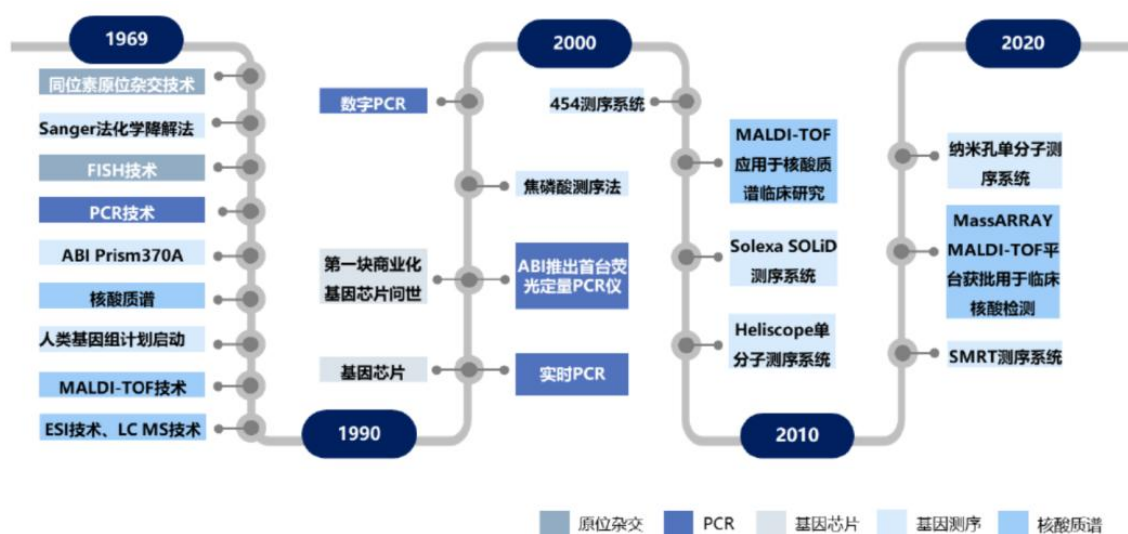 1969
同位素原位杂交技术
Sanger法化学降解法
FISH技术
PCR技术
ABI Prism370A
核酸质谱
人类基因组计划启动
MALDI-TOF技术
ESI技术、LC MS技术
1990
基因芯片
实时PCR
第一块商业化
基因芯片问世
ABI推出首台荧
光定量PCR仪
焦磷酸测序法
数字PCR
2000
454测序系统
MALDI-TOF
应用于核酸质
谱临床研究
Solexa SOLiD
测序系统
Heliscope单
分子测序系统
2010
SMRT测序系统
MassARRAY
MALDI-TOF平
台获批用于临床
核酸检测
纳米孔单分子测
序系统
2020
原位杂交
PCR
基因芯片
基因测序
核酸质谱